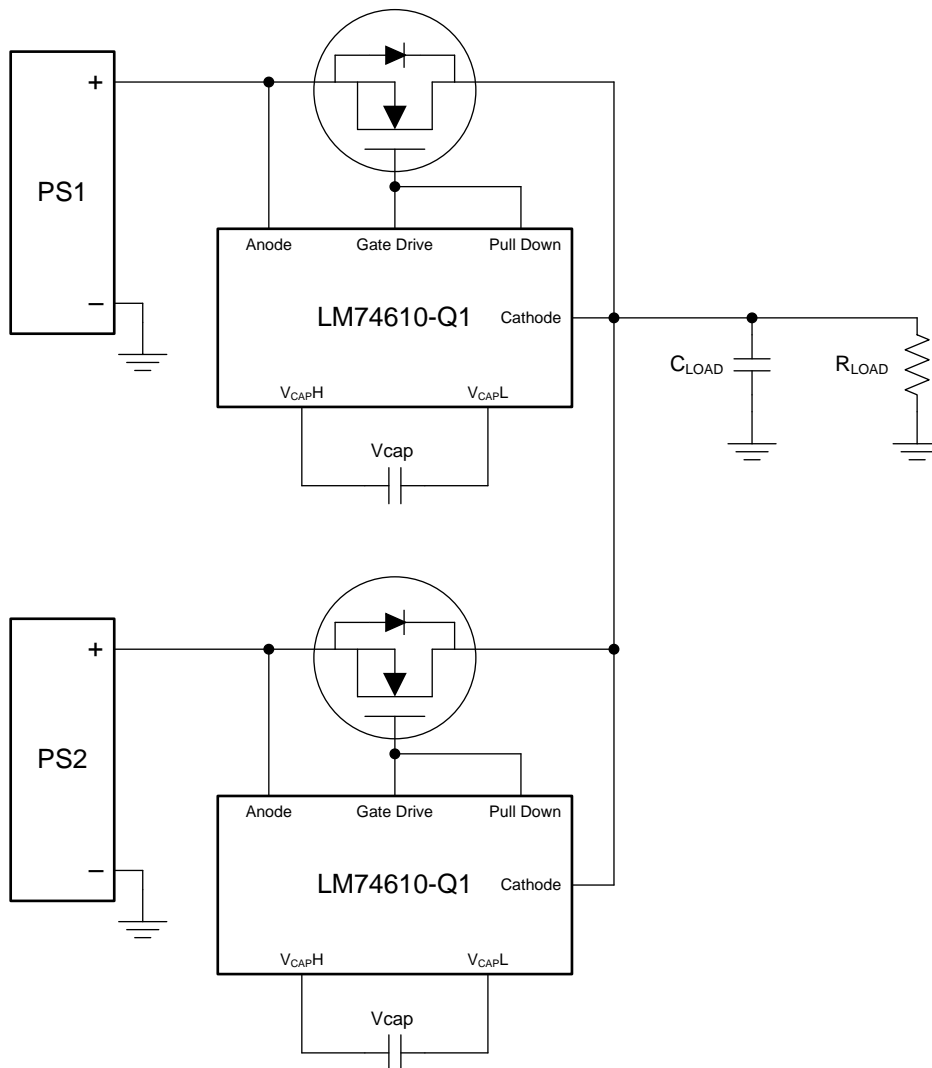 +
PS1
−
Anode Gate Drive Pull Down
LM74610-Q1
Cathode
VCAPH VCAPL
Vcap
CLOAD
RLOAD
+
PS2
−
Anode Gate Drive Pull Down
LM74610-Q1
Cathode
VCAPH VCAPL
Vcap